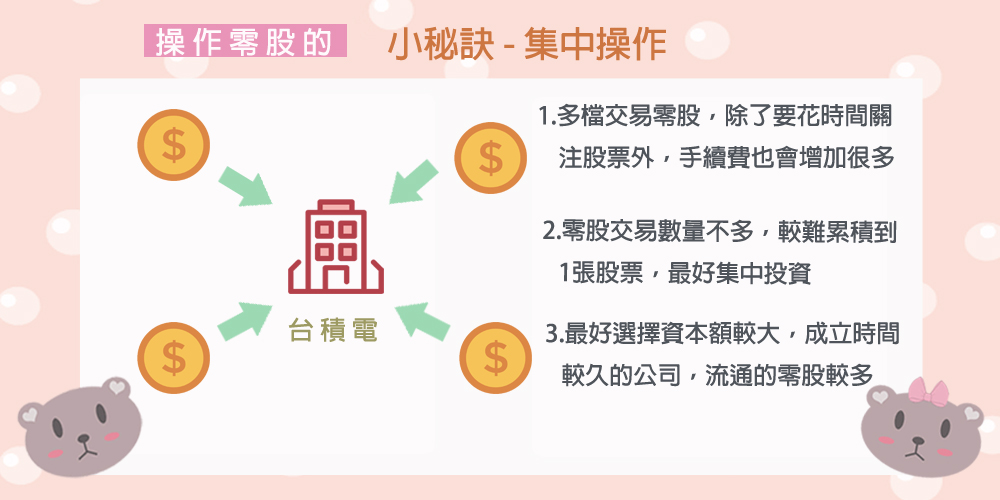 操作零股的 小秘訣-集中操作
1.多檔交易零股，除了要花時間關
注股票外，手續費也會增加很多
2.零股交易數量不多，較難累積到
1張股票，最好集中投資
3.最好選擇資本額較大，成立時間
較久的公司，流通的零股較多
$
$
台積電
$
$